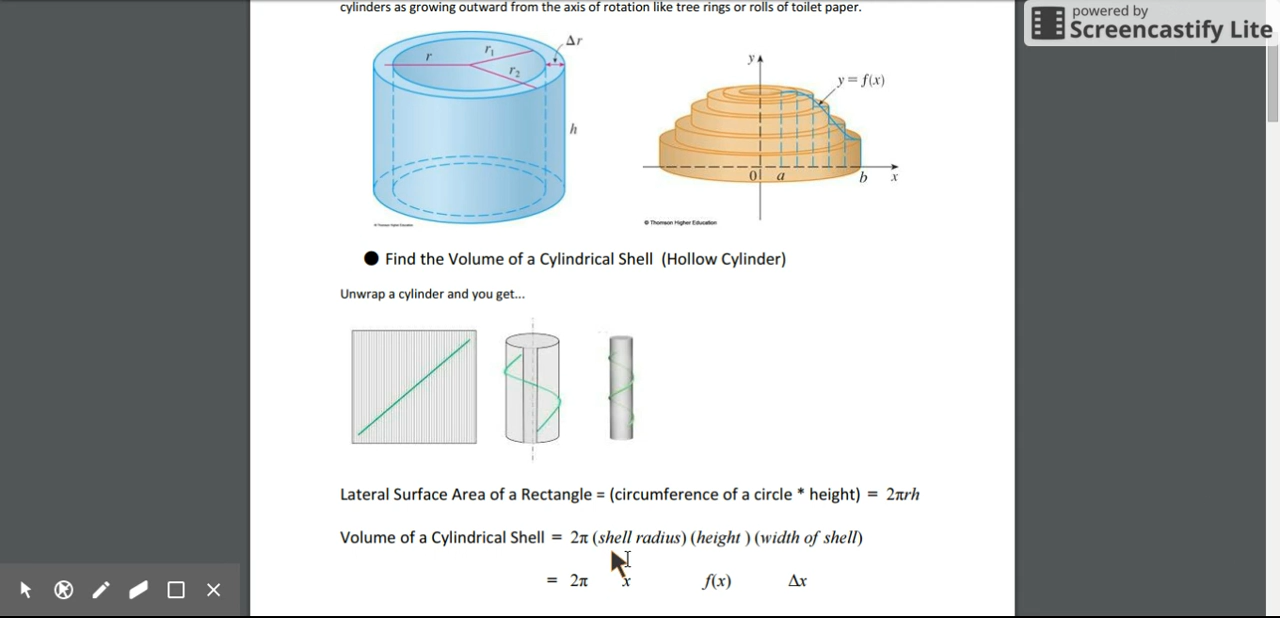 cylinders as growing outward from the axis of rotation like tree rings or rolls of toilet paper.
powered by
Screencastify Lite
r
r₁
r₂
Δr
h
y
y = f(x)
0
a
b
x
© Thomson Higher Education
© Thomson Higher Education
● Find the Volume of a Cylindrical Shell (Hollow Cylinder)
Unwrap a cylinder and you get...
Lateral Surface Area of a Rectangle = (circumference of a circle * height) = 2πrh
Volume of a Cylindrical Shell = 2π (shell radius) (height ) (width of shell)
= 2π x f(x) Δx